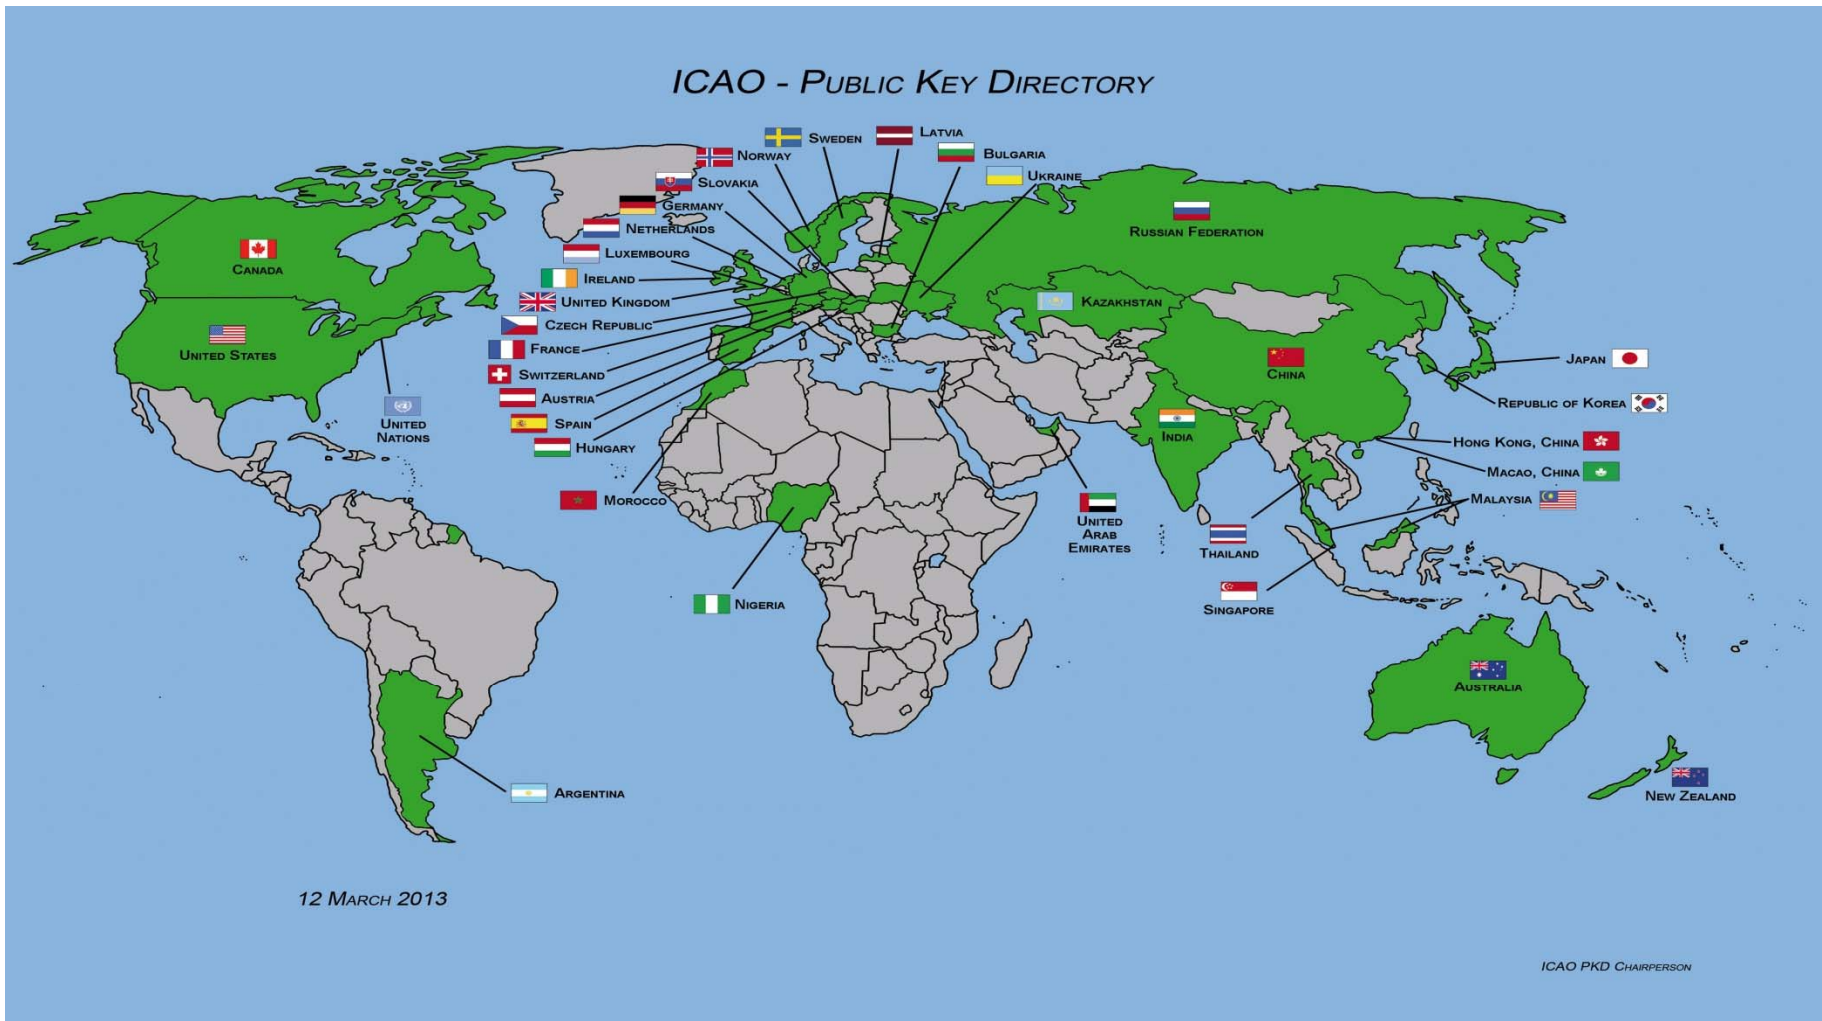 ICAO - Public Key Directory
Sweden
Latvia
Norway
Bulgaria
Slovakia
Ukraine
Germany
Netherlands
Russian Federation
Luxembourg
Canada
Ireland
United Kingdom
Kazakhstan
Czech Republic
United States
France
Japan
Switzerland
China
Austria
Republic of Korea
United
Nations
Spain
India
Hungary
Hong Kong, China
Macao, China
Morocco
Malaysia
United
Arab
Emirates
Thailand
Nigeria
Singapore
Australia
Argentina
New Zealand
12 March 2013
ICAO PKD Chairperson